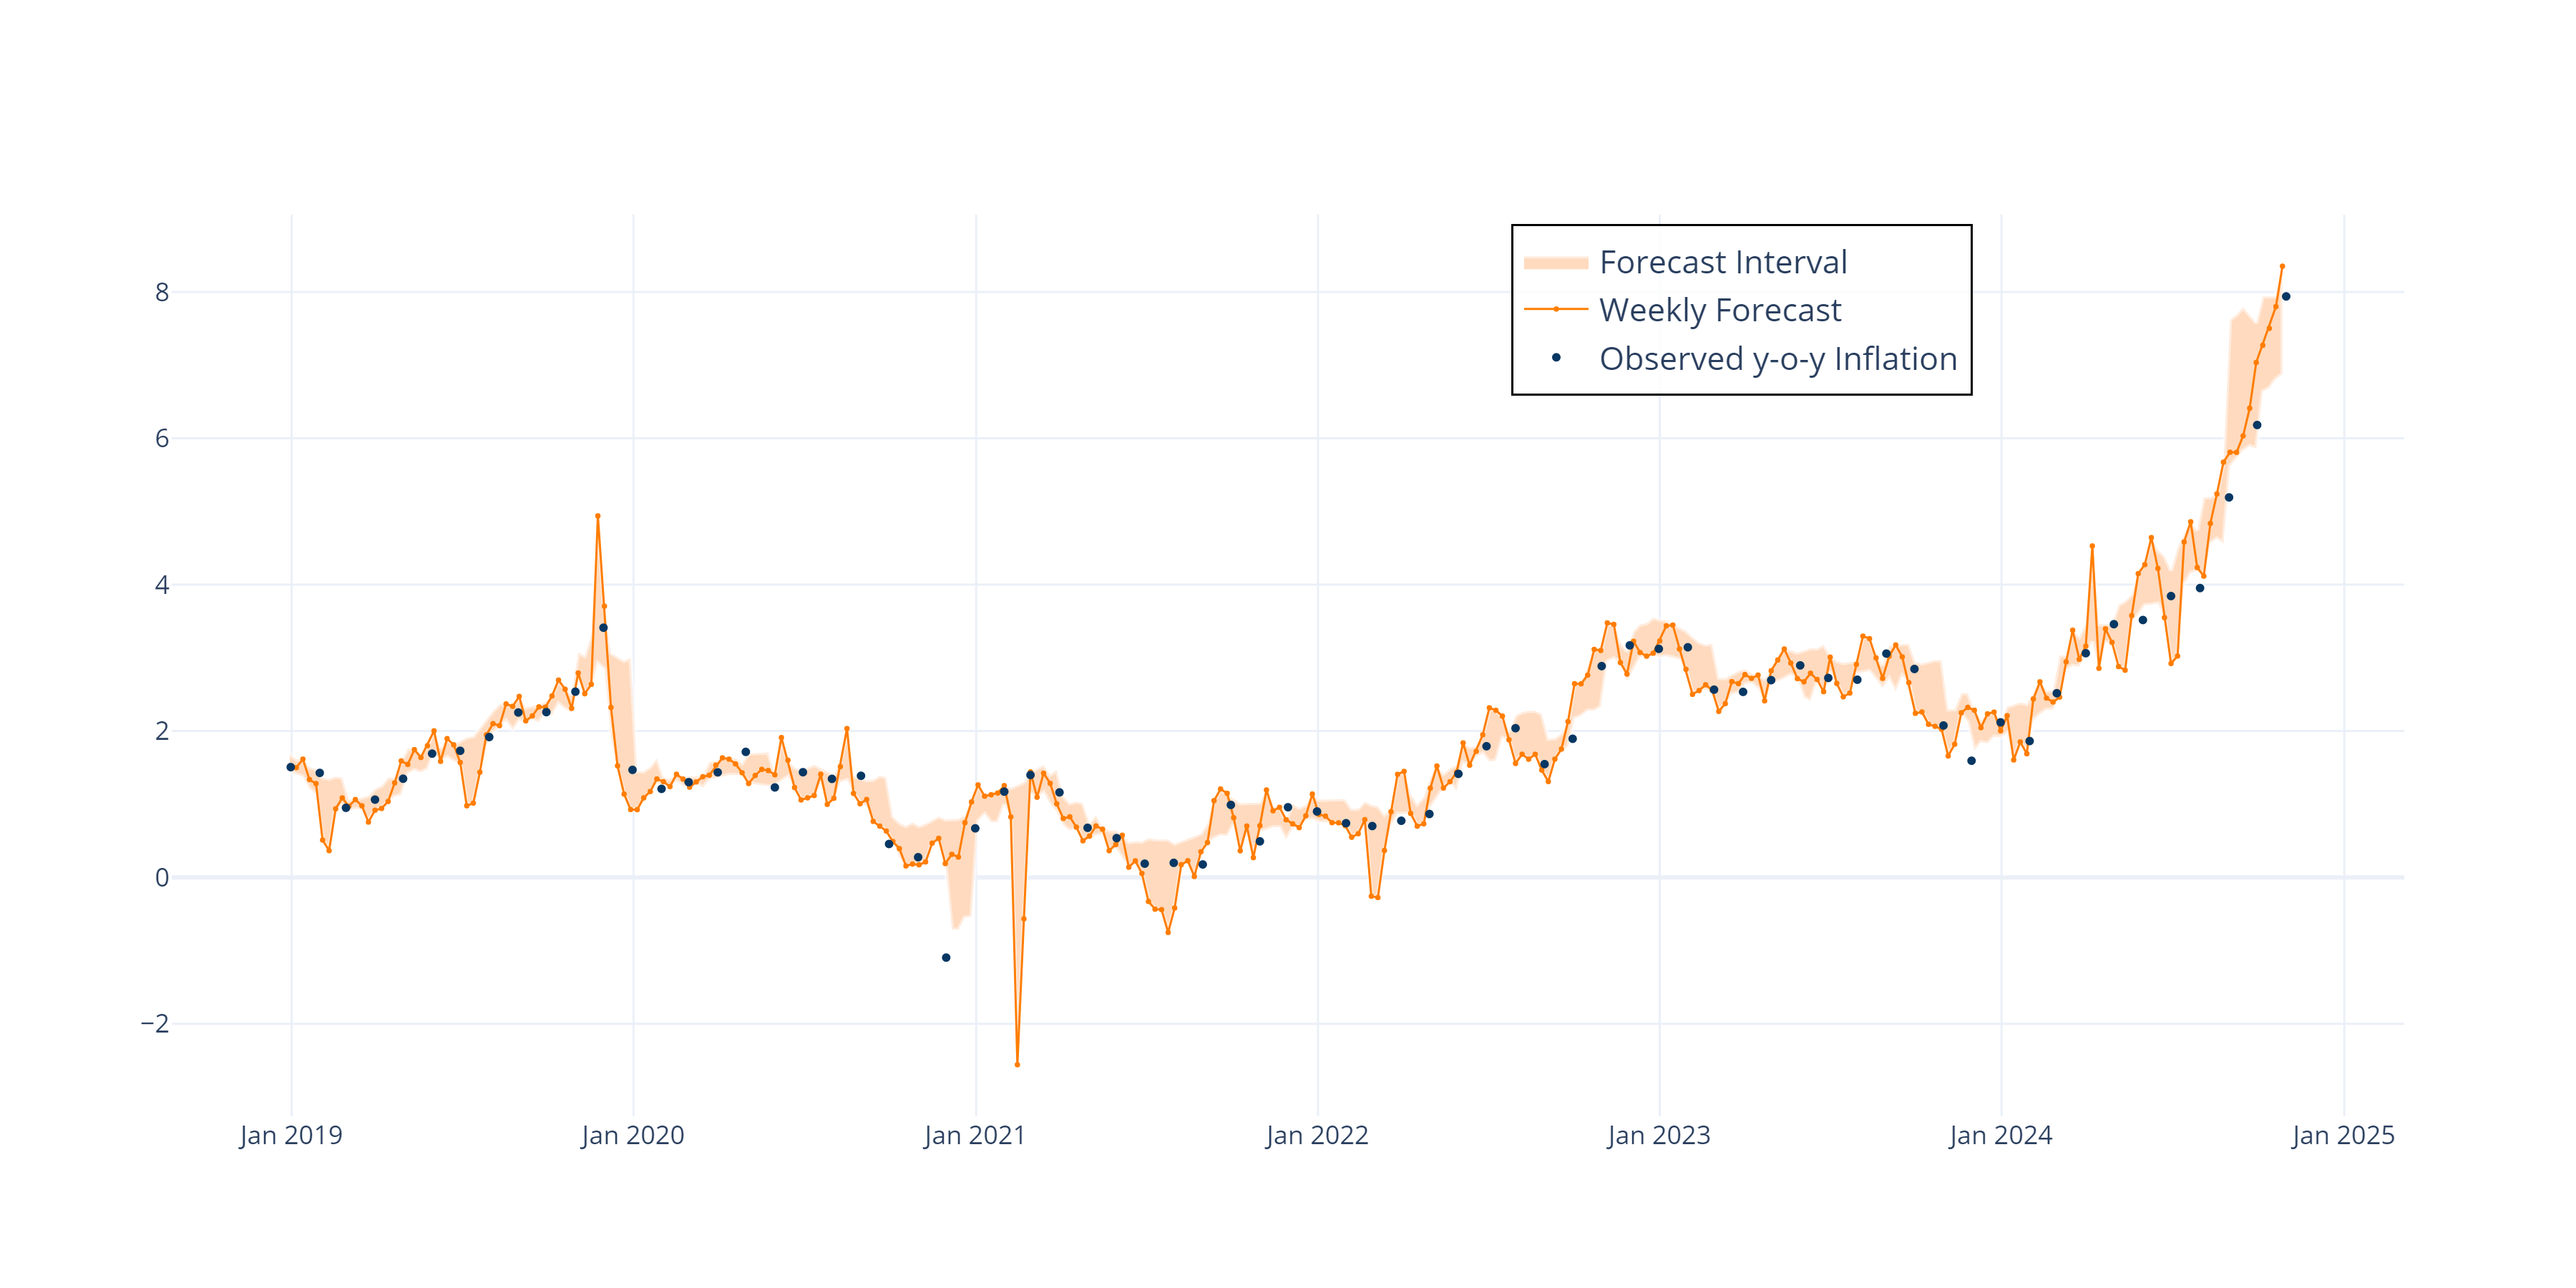 Forecast Interval
Weekly Forecast
Observed y-o-y Inflation
8
6
4
2
0
−2
Jan 2019 Jan 2020 Jan 2021 Jan 2022 Jan 2023 Jan 2024 Jan 2025